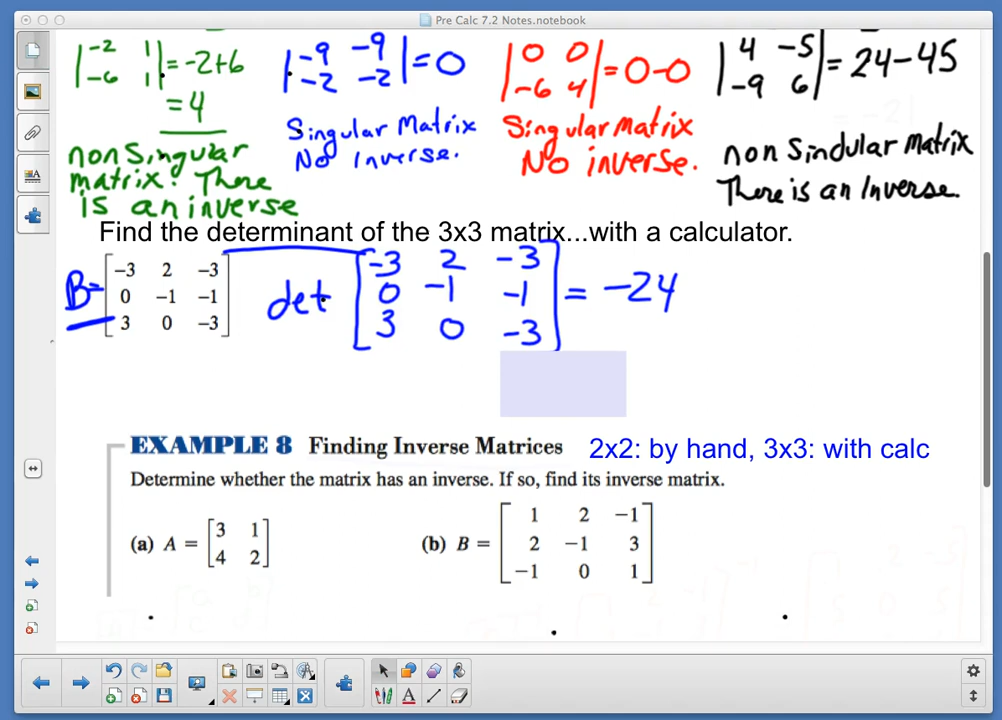 Pre Calc 7.2 Notes.notebook
|-2 1| = -2+6
|-6 1|
= 4
non Singular
matrix! There
is an inverse
|-9 -9| = 0
|-2 -2|
Singular Matrix
No Inverse.
|0 0| = 0-0
|-6 4|
Singular Matrix
No inverse.
|4 -5| = 24-45
|-9 6|
non Sindular Matrix
There is an Inverse.
Find the determinant of the 3x3 matrix...with a calculator.
B= [-3 2 -3
0 -1 -1
3 0 -3]
det [-3 2 -3
0 -1 -1
3 0 -3] = -24
EXAMPLE 8 Finding Inverse Matrices 2x2: by hand, 3x3: with calc
Determine whether the matrix has an inverse. If so, find its inverse matrix.
(a) A = [3 1
4 2]
(b) B = [1 2 -1
2 -1 3
-1 0 1]